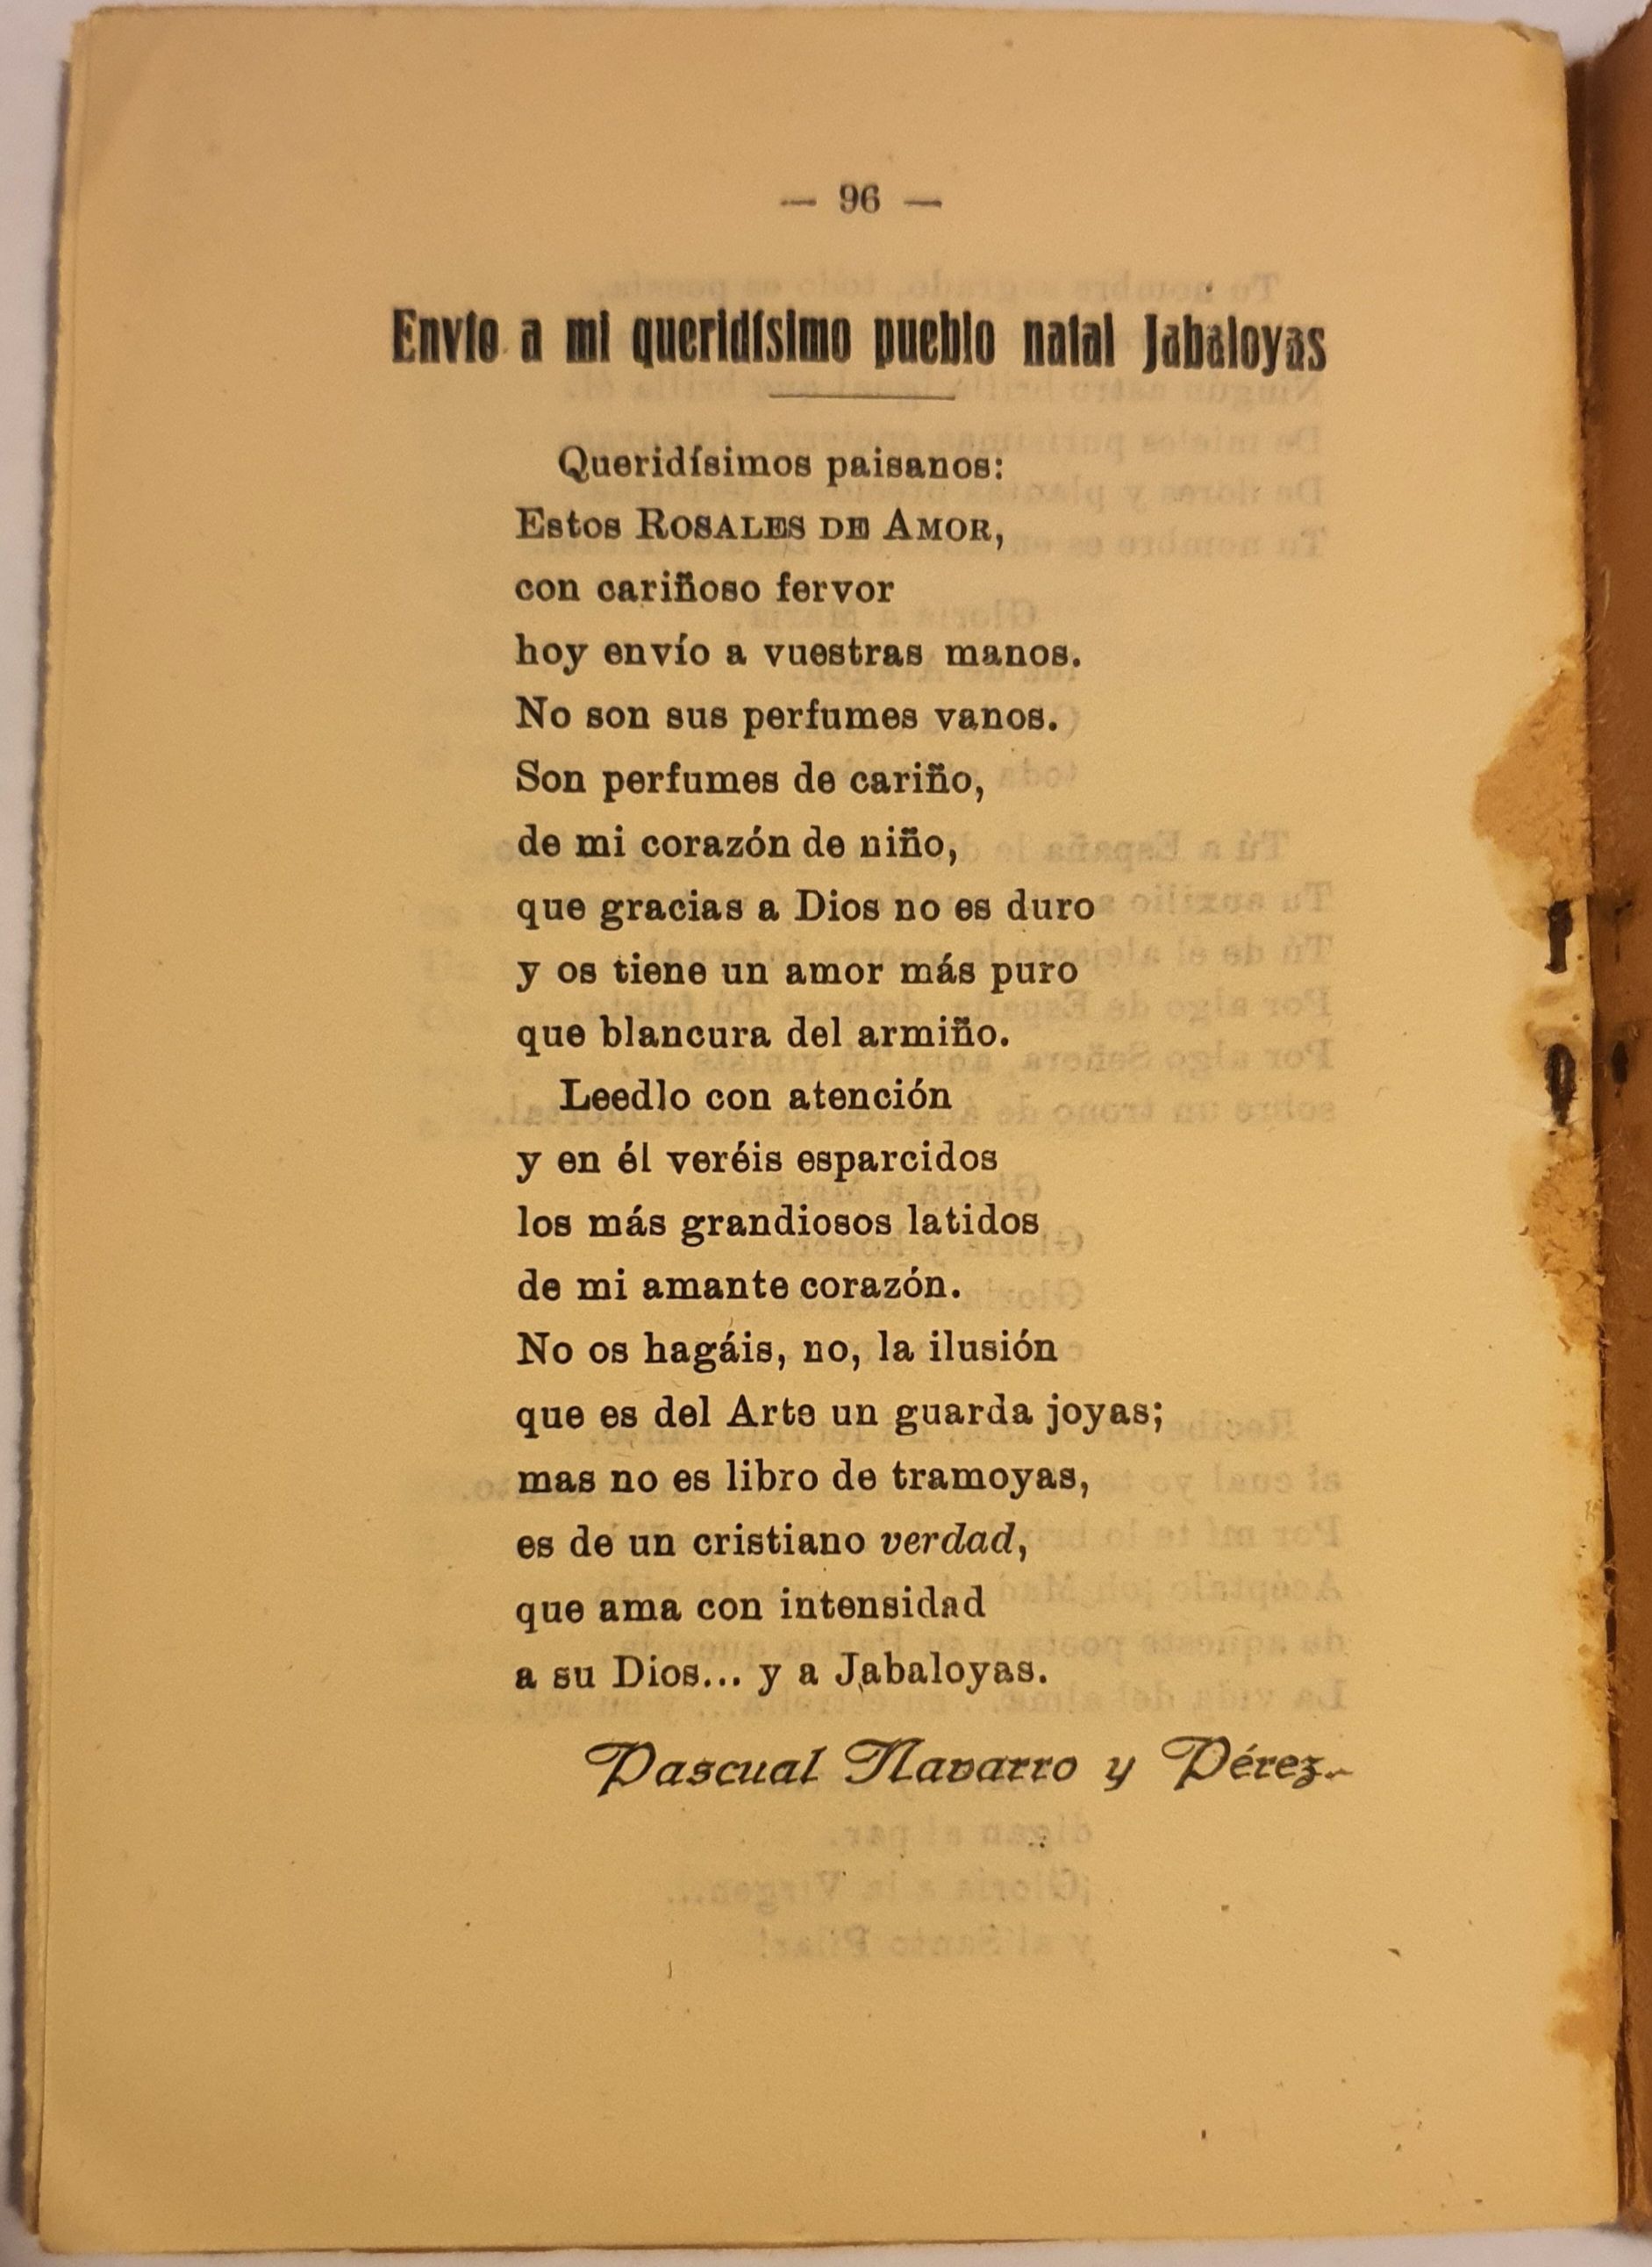 — 96 —
Envío a mi queridísimo pueblo natal Jabaloyas
Queridísimos paisanos:
Estos ROSALES DE AMOR,
con cariñoso fervor
hoy envío a vuestras manos.
No son sus perfumes vanos.
Son perfumes de cariño,
de mi corazón de niño,
que gracias a Dios no es duro
y os tiene un amor más puro
que blancura del armiño.
Leedlo con atención
y en él veréis esparcidos
los más grandiosos latidos
de mi amante corazón.
No os hagáis, no, la ilusión
que es del Arte un guarda joyas;
mas no es libro de tramoyas,
es de un cristiano verdad,
que ama con intensidad
a su Dios... y a Jabaloyas.
Pascual Navarro y Pérez.